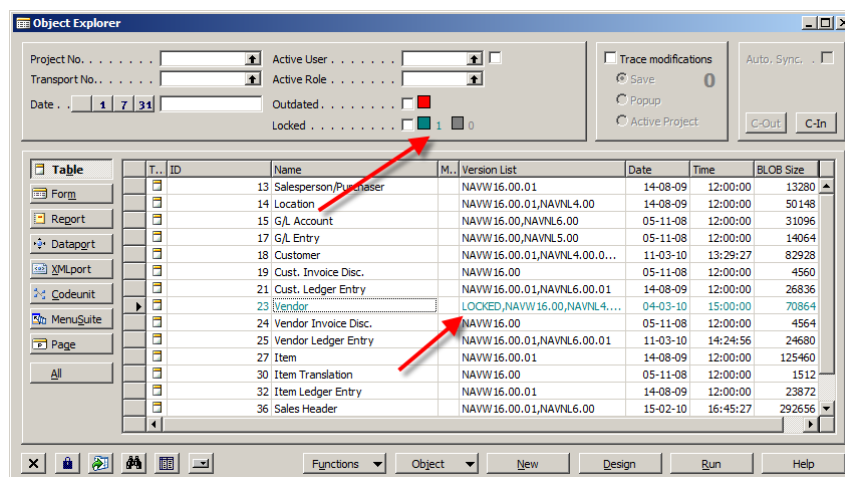 Object Explorer
Project No. . . . . . . Active User . . . . . . . Trace modifications Auto. Sync. . .
Transport No. . . . . . Active Role . . . . . . . Save 0
Date . . 1 7 31 Outdated . . . . . . . . Popup
Locked . . . . . . . . . 1 0 Active Project C-Out C-In
Table T.. ID Name M.. Version List Date Time BLOB Size
13 Salesperson/Purchaser NAVW16.00.01 14-08-09 12:00:00 13280
Form 14 Location NAVW16.00.01,NAVNL4.00 14-08-09 12:00:00 50148
Report 15 G/L Account NAVW16.00,NAVNL6.00 05-11-08 12:00:00 31096
Dataport 17 G/L Entry NAVW16.00,NAVNL5.00 05-11-08 12:00:00 14064
18 Customer NAVW16.00.01,NAVNL4.00.0... 11-03-10 13:29:27 82928
XMLport 19 Cust. Invoice Disc. NAVW16.00 05-11-08 12:00:00 4560
Codeunit 21 Cust. Ledger Entry NAVW16.00.01,NAVNL6.00.01 14-08-09 12:00:00 26836
23 Vendor LOCKED,NAVW16.00,NAVNL4.... 04-03-10 15:00:00 70864
MenuSuite 24 Vendor Invoice Disc. NAVW16.00 05-11-08 12:00:00 4564
Page 25 Vendor Ledger Entry NAVW16.00.01,NAVNL6.00.01 11-03-10 14:24:56 24680
27 Item NAVW16.00.01 14-08-09 12:00:00 125460
All 30 Item Translation NAVW16.00 05-11-08 12:00:00 1512
32 Item Ledger Entry NAVW16.00.01 14-08-09 12:00:00 23872
36 Sales Header NAVW16.00.01,NAVNL6.00 15-02-10 16:45:27 292656
Functions Object New Design Run Help